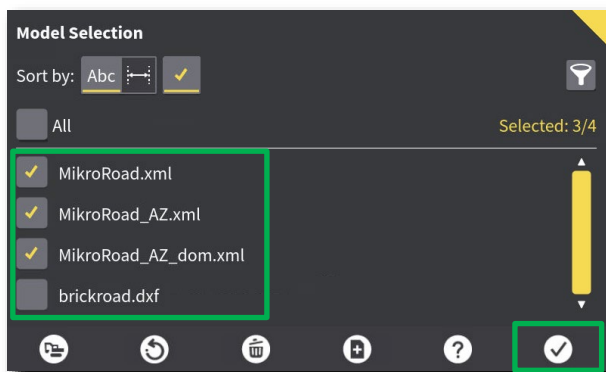 Model Selection
Sort by: Abc
All
Selected: 3/4
MikroRoad.xml
MikroRoad_AZ.xml
MikroRoad_AZ_dom.xml
brickroad.dxf
?